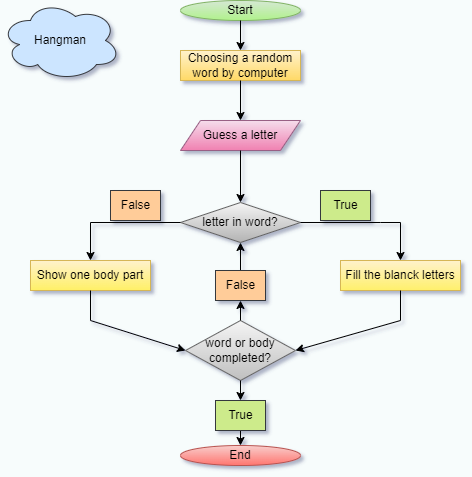 Start
Hangman
Choosing a random
word by computer
Guess a letter
False
True
letter in word?
Show one body part
False
Fill the blanck letters
word or body
completed?
True
End